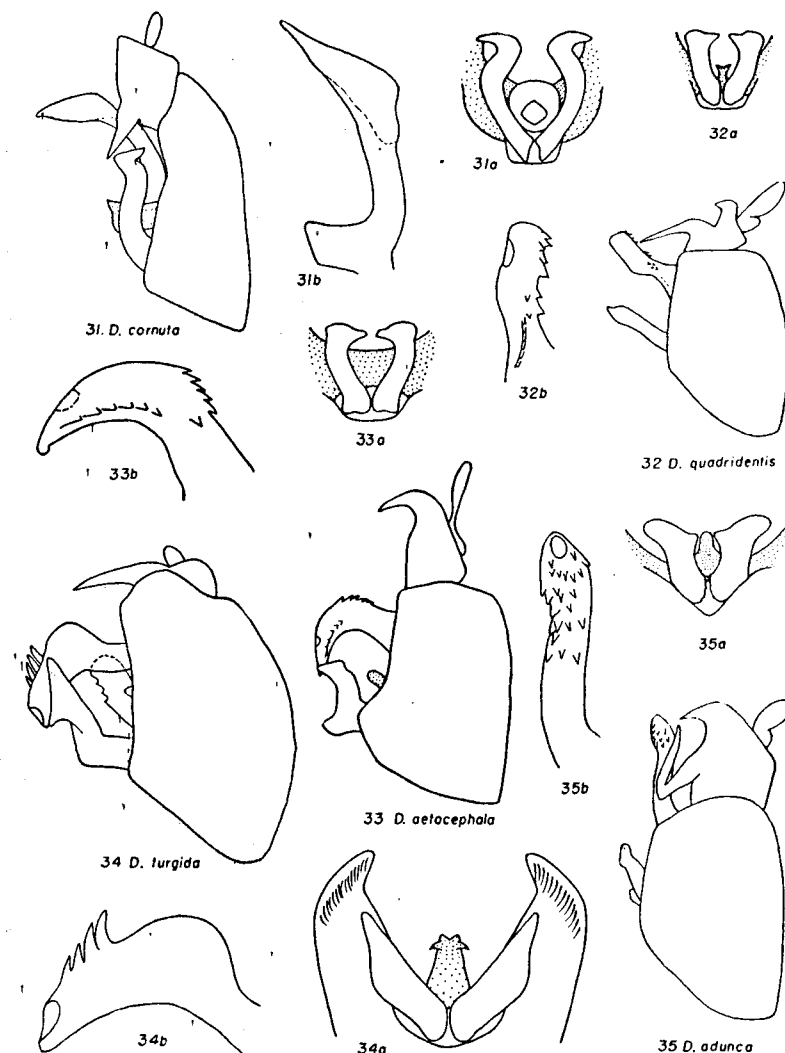 31a
32a
31b
31. D. cornuta
32b
33a
33b
32 D. quadridentis
35a
35b
34 D. turgida
33 D. aetocephala
34b
34a
35 D. adunca